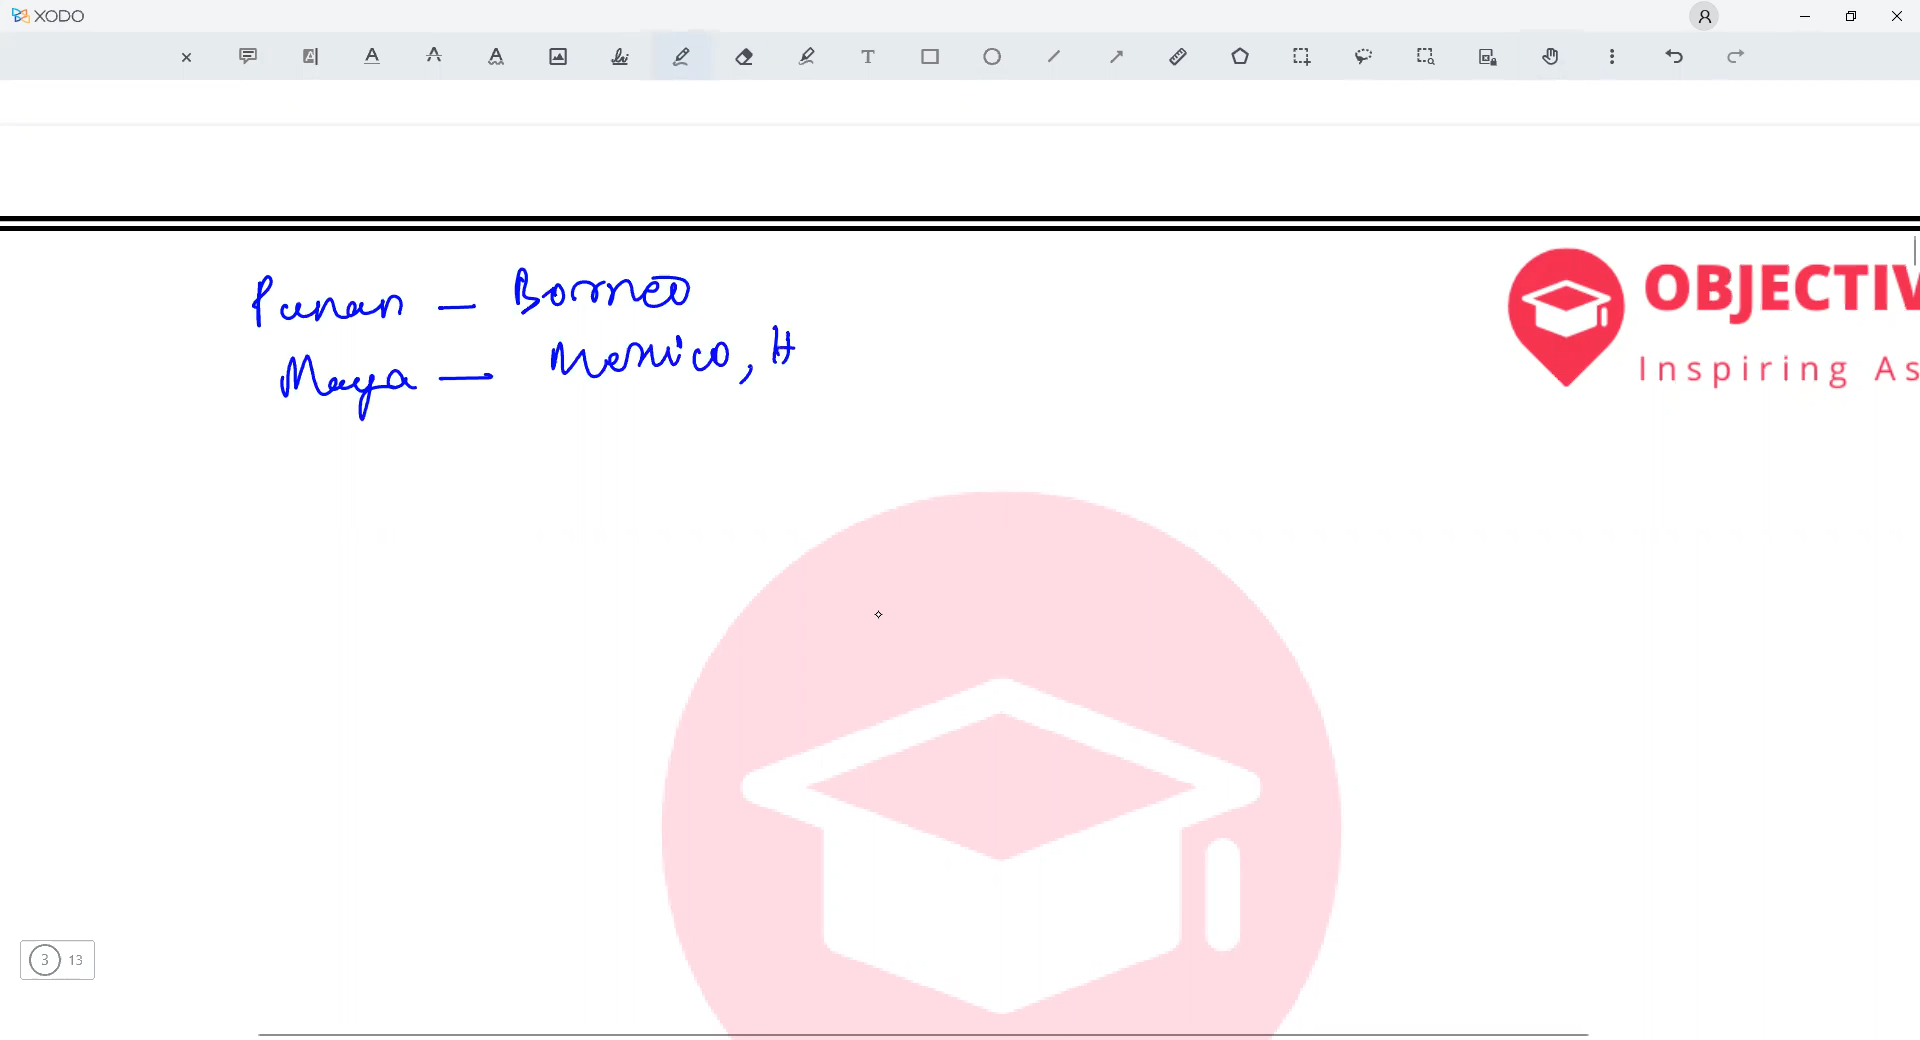 XODO
Punan — Borneo
Maya — Mexico, H
OBJECTIV
Inspiring As
3 13